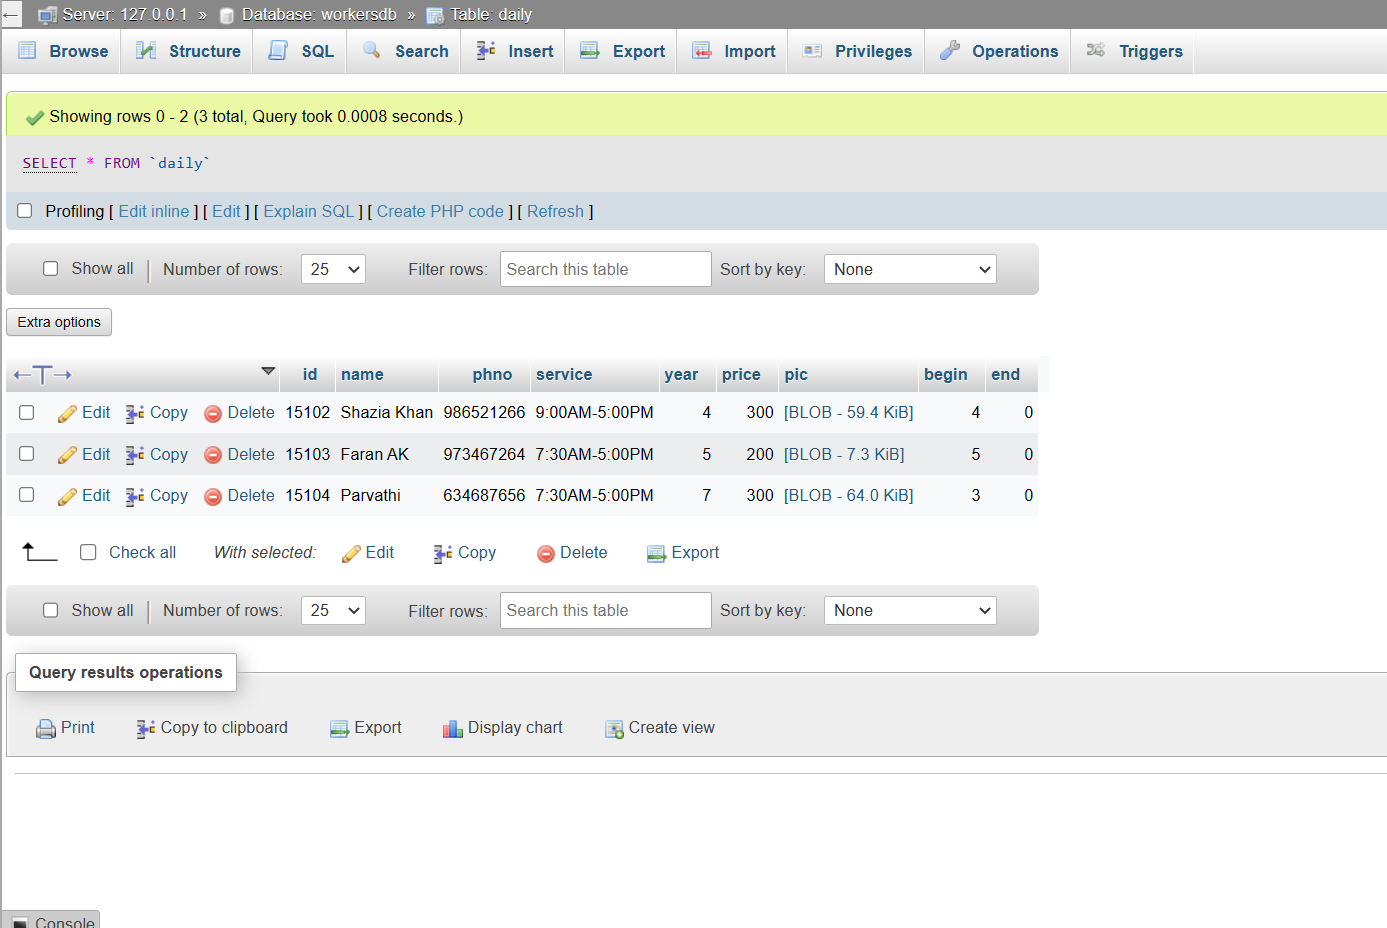 ← Server: 127.0.0.1 » Database: workersdb » Table: daily
Browse Structure SQL Search Insert Export Import Privileges Operations Triggers
Showing rows 0 - 2 (3 total, Query took 0.0008 seconds.)
SELECT * FROM `daily`
Profiling [ Edit inline ] [ Edit ] [ Explain SQL ] [ Create PHP code ] [ Refresh ]
Show all | Number of rows: 25 Filter rows: Search this table Sort by key: None
Extra options
←T→ id name phno service year price pic begin end
Edit Copy Delete 15102 Shazia Khan 986521266 9:00AM-5:00PM 4 300 [BLOB - 59.4 KiB] 4 0
Edit Copy Delete 15103 Faran AK 973467264 7:30AM-5:00PM 5 200 [BLOB - 7.3 KiB] 5 0
Edit Copy Delete 15104 Parvathi 634687656 7:30AM-5:00PM 7 300 [BLOB - 64.0 KiB] 3 0
Check all With selected: Edit Copy Delete Export
Show all | Number of rows: 25 Filter rows: Search this table Sort by key: None
Query results operations
Print Copy to clipboard Export Display chart Create view
Console